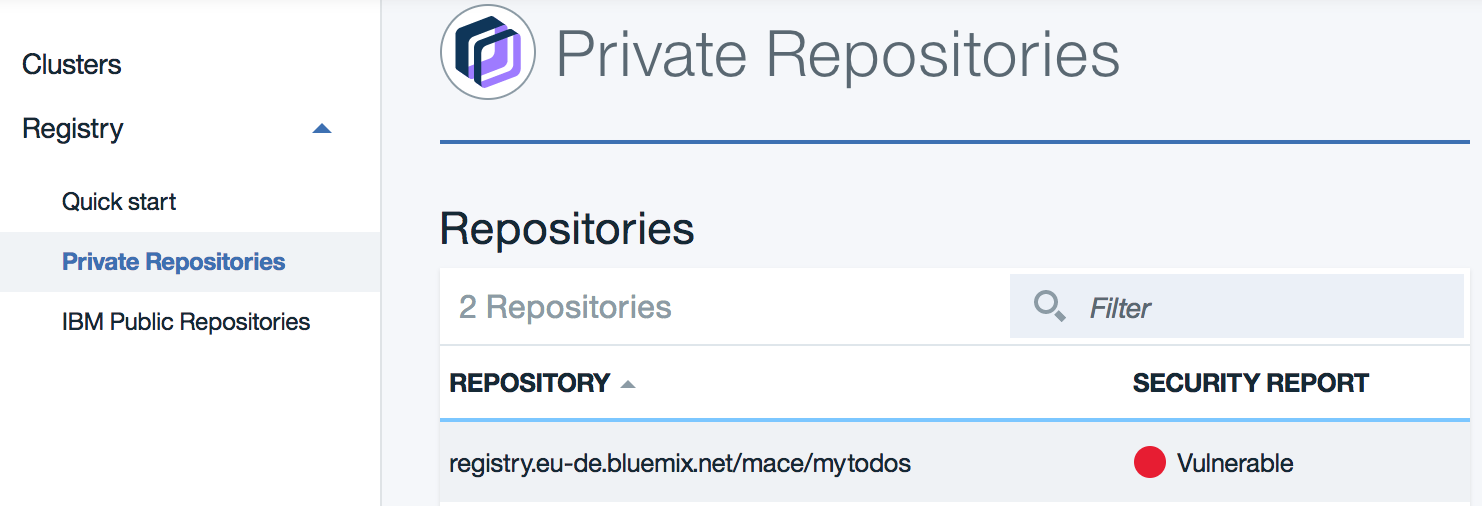 Clusters
Registry
Quick start
Private Repositories
IBM Public Repositories
Private Repositories
Repositories
2 Repositories
Filter
REPOSITORY SECURITY REPORT
registry.eu-de.bluemix.net/mace/mytodos Vulnerable